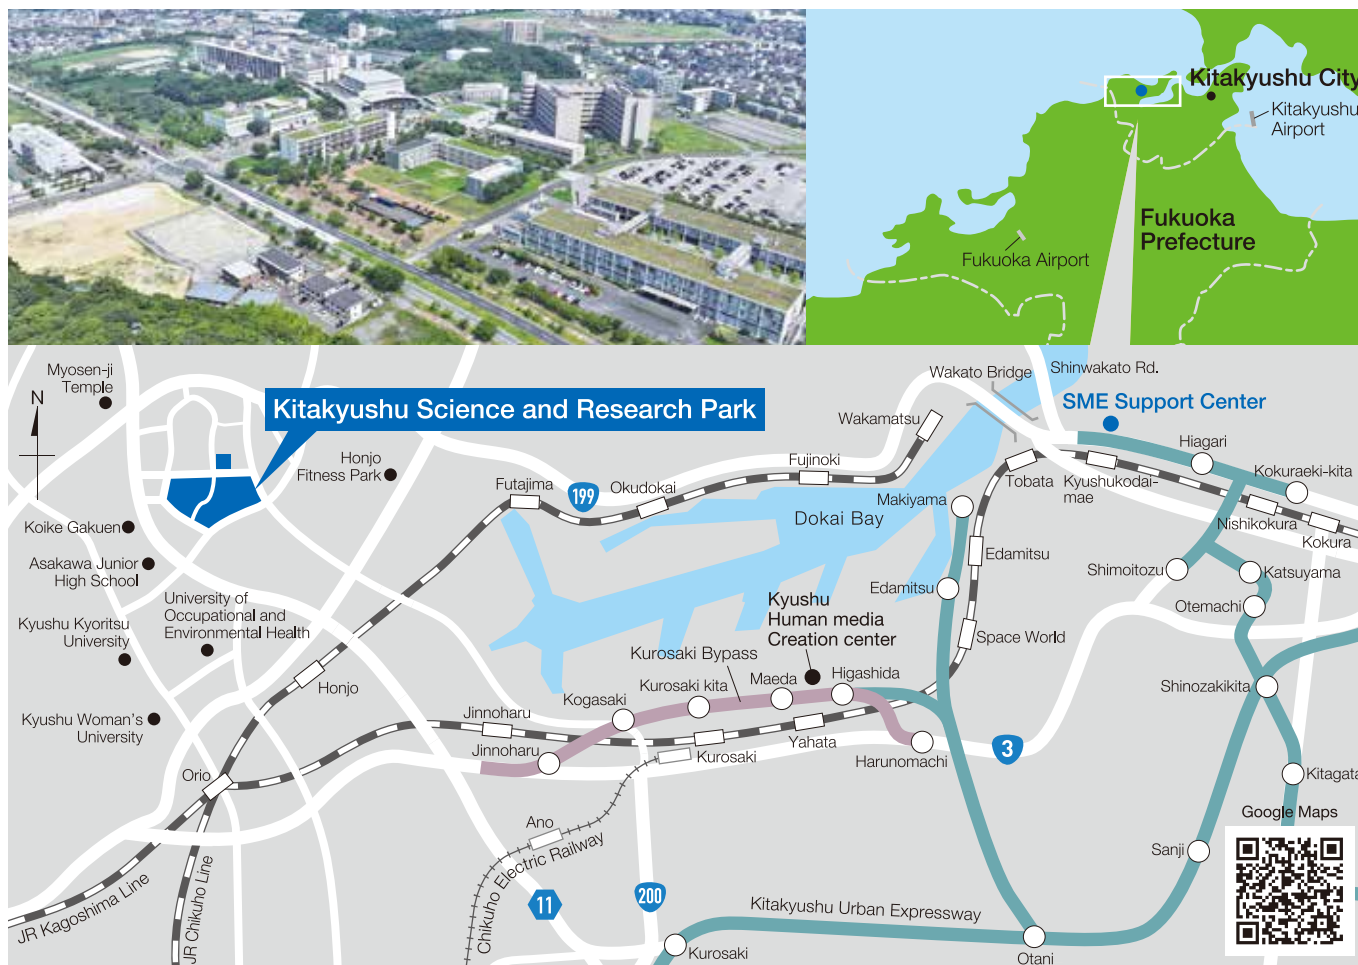 Kitakyushu City
Kitakyushu
Airport
Fukuoka
Prefecture
Fukuoka Airport
Myosen-ji
Temple
N
Kitakyushu Science and Research Park
Honjo
Fitness Park
Koike Gakuen
Asakawa Junior
High School
University of
Occupational and
Environmental Health
Kyushu Kyoritsu
University
Kyushu Woman's
University
Wakato Bridge
Shinwakato Rd.
SME Support Center
Wakamatsu
Hiagari
Fujinoki
Kokuraeki-kita
Futajima
199
Okudokai
Tobata
Kyushukodai-
mae
Makiyama
Dokai Bay
Nishikokura
Kokura
Edamitsu
Shimoitozu
Katsuyama
Edamitsu
Otemachi
Kyushu
Human media
Creation center
Space World
Kurosaki Bypass
Honjo
Kurosaki kita
Maeda
Higashida
Shinozakikita
Kogasaki
Jinnoharu
Jinnoharu
Kurosaki
Yahata
Harunomachi
3
Orio
Kitagata
Google Maps
Ano
Sanji
Chikuho Electric Railway
JR Kagoshima Line
JR Chikuho Line
11
200
Kitakyushu Urban Expressway
Kurosaki
Otani